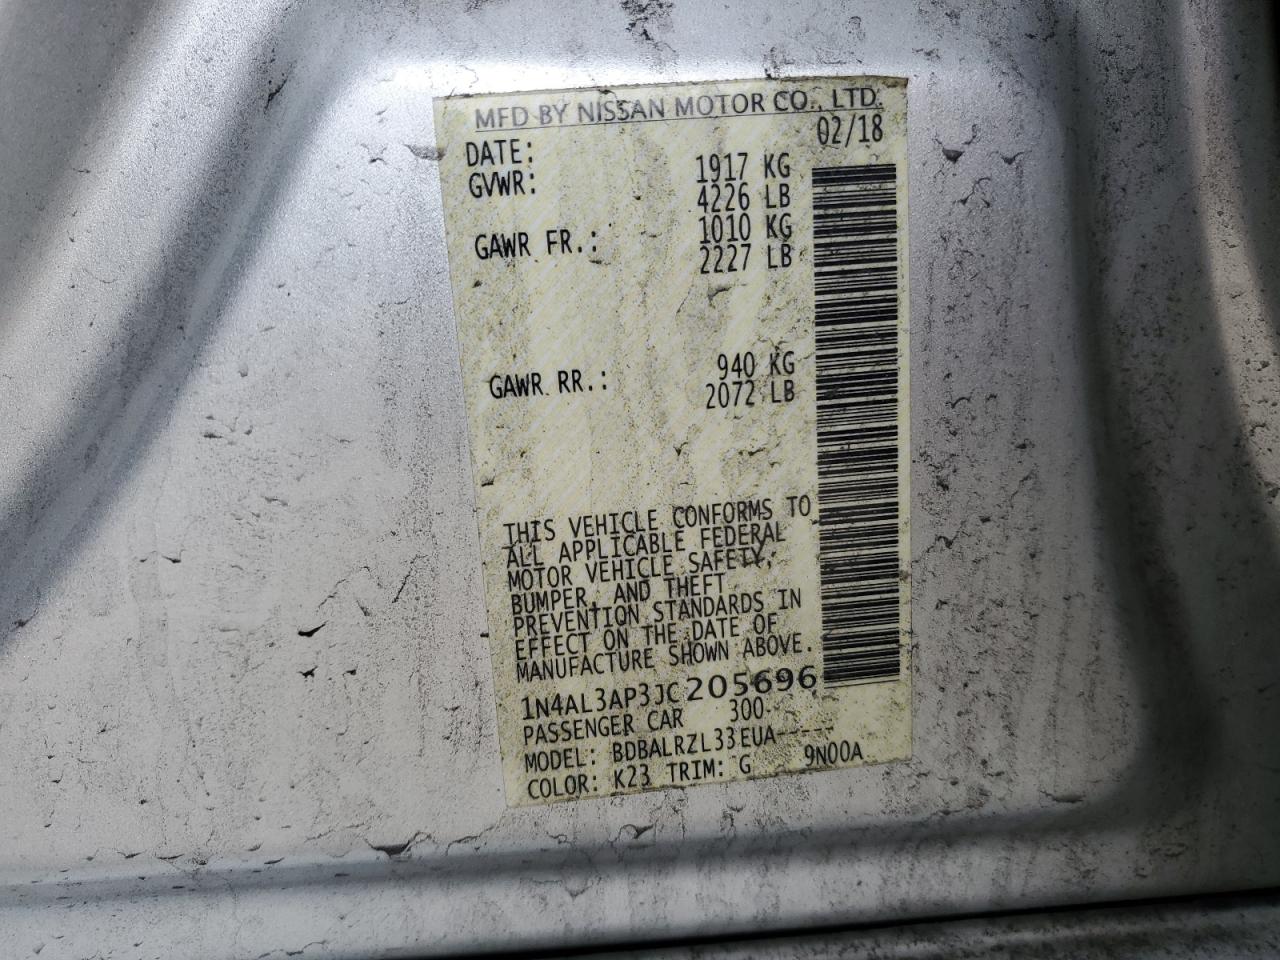 MFD BY NISSAN MOTOR CO., LTD.
DATE: 02/18
GVWR: 1917 KG
4226 LB
GAWR FR.: 1010 KG
2227 LB
GAWR RR.: 940 KG
2072 LB
THIS VEHICLE CONFORMS TO
ALL APPLICABLE FEDERAL
MOTOR VEHICLE SAFETY,
BUMPER, AND THEFT
PREVENTION STANDARDS IN
EFFECT ON THE DATE OF
MANUFACTURE SHOWN ABOVE.
1N4AL3AP3JC205696
PASSENGER CAR 300
MODEL: BDBALRZL33EUA-----
COLOR: K23 TRIM: G 9N00A